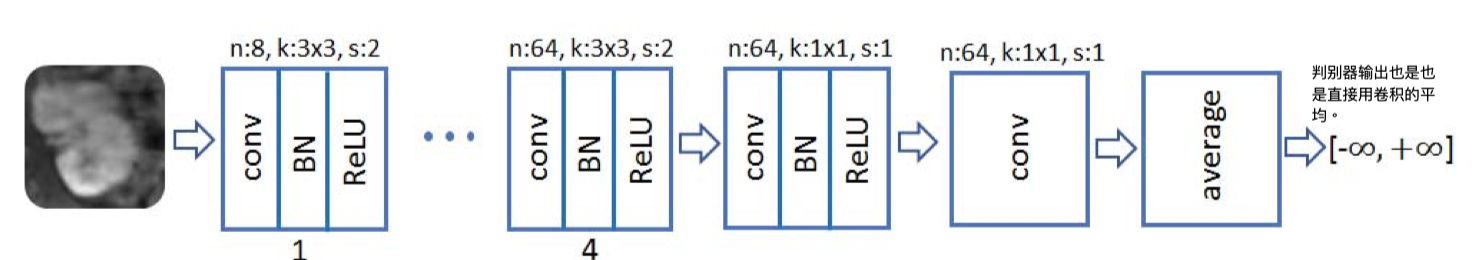 n:8, k:3x3, s:2
n:64, k:3x3, s:2
n:64, k:1x1, s:1
n:64, k:1x1, s:1
conv
BN
ReLU
1
conv
BN
ReLU
4
conv
BN
ReLU
conv
average
判别器输出也是也
是直接用卷积的平
均。
[-∞, +∞]